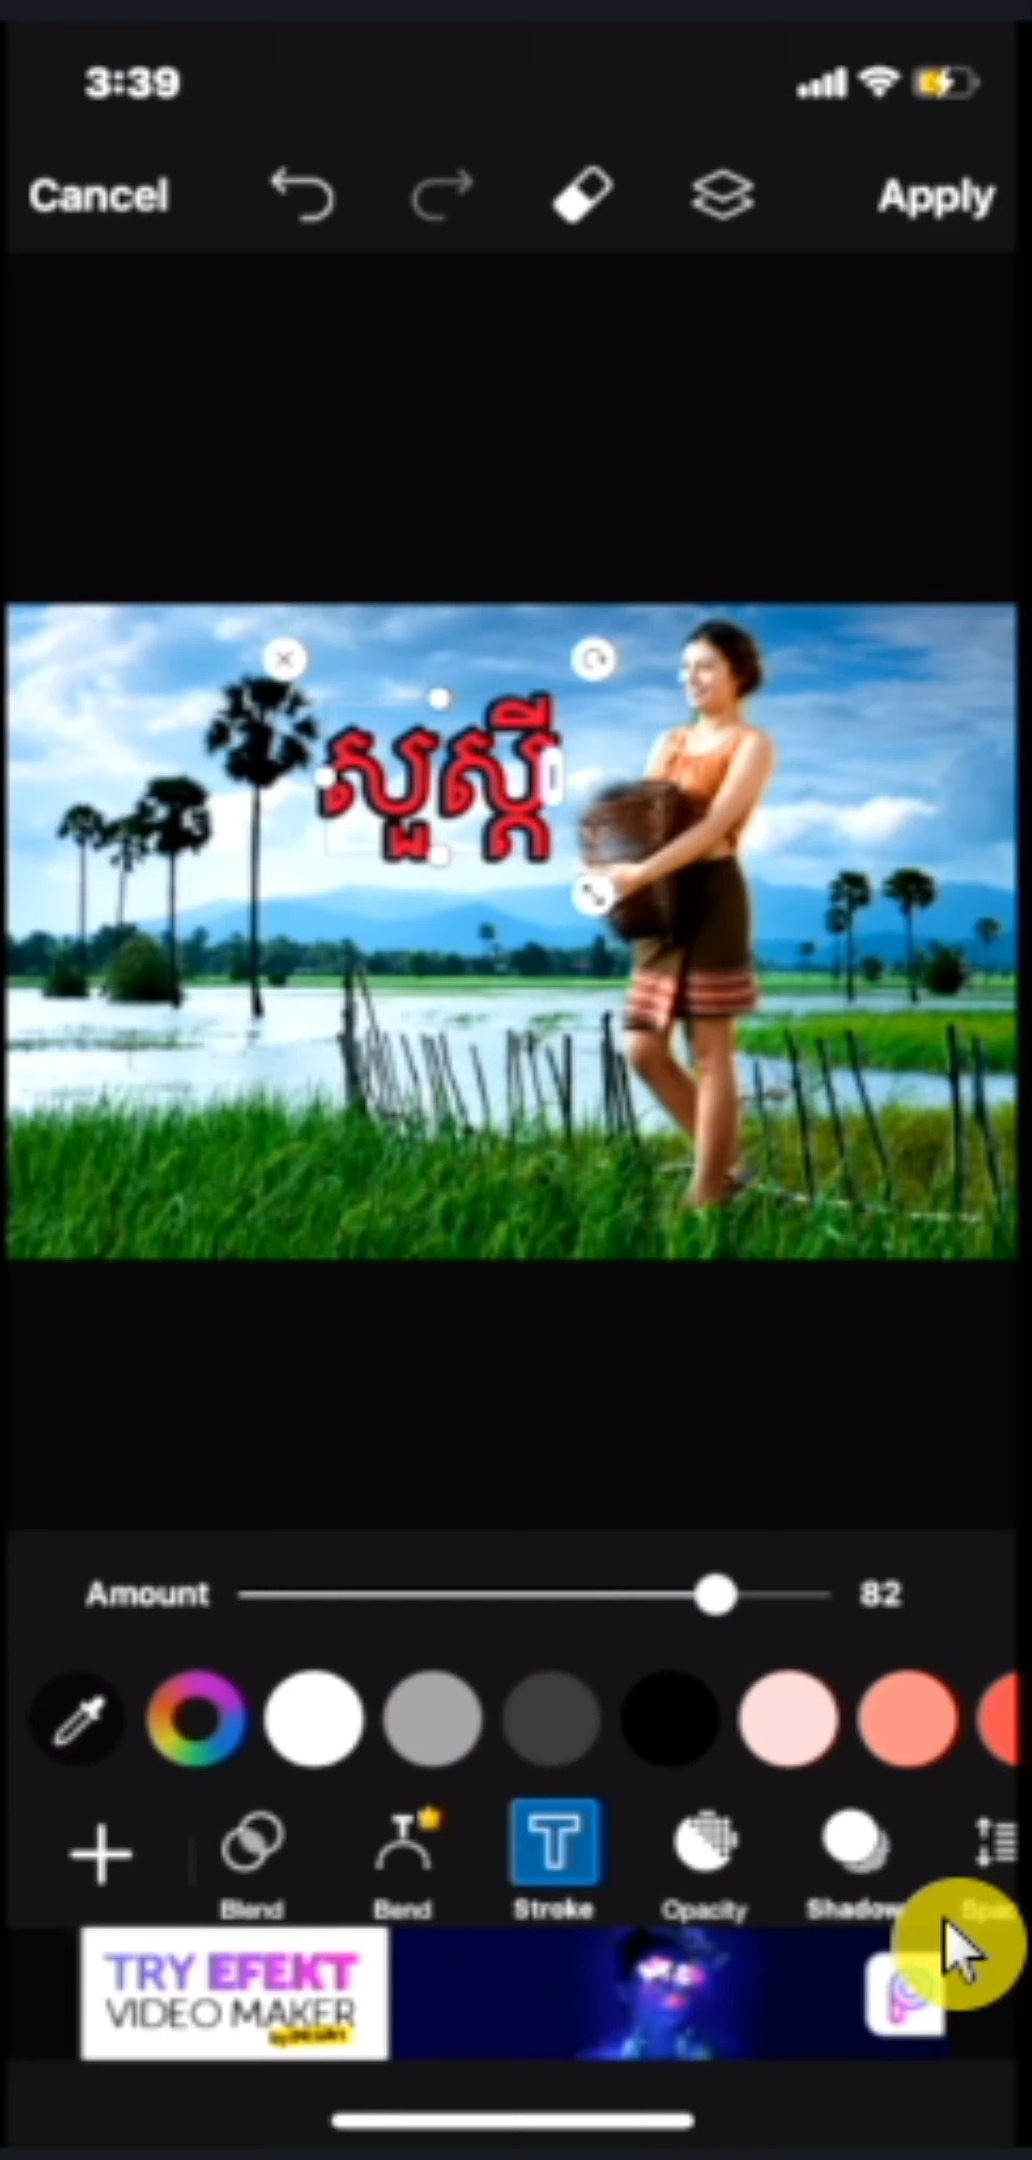 3:39
Cancel
Apply
សួស្តី
Amount
82
Blend
Bend
Stroke
Opacity
Shadow
TRY EFEKT
VIDEO MAKER